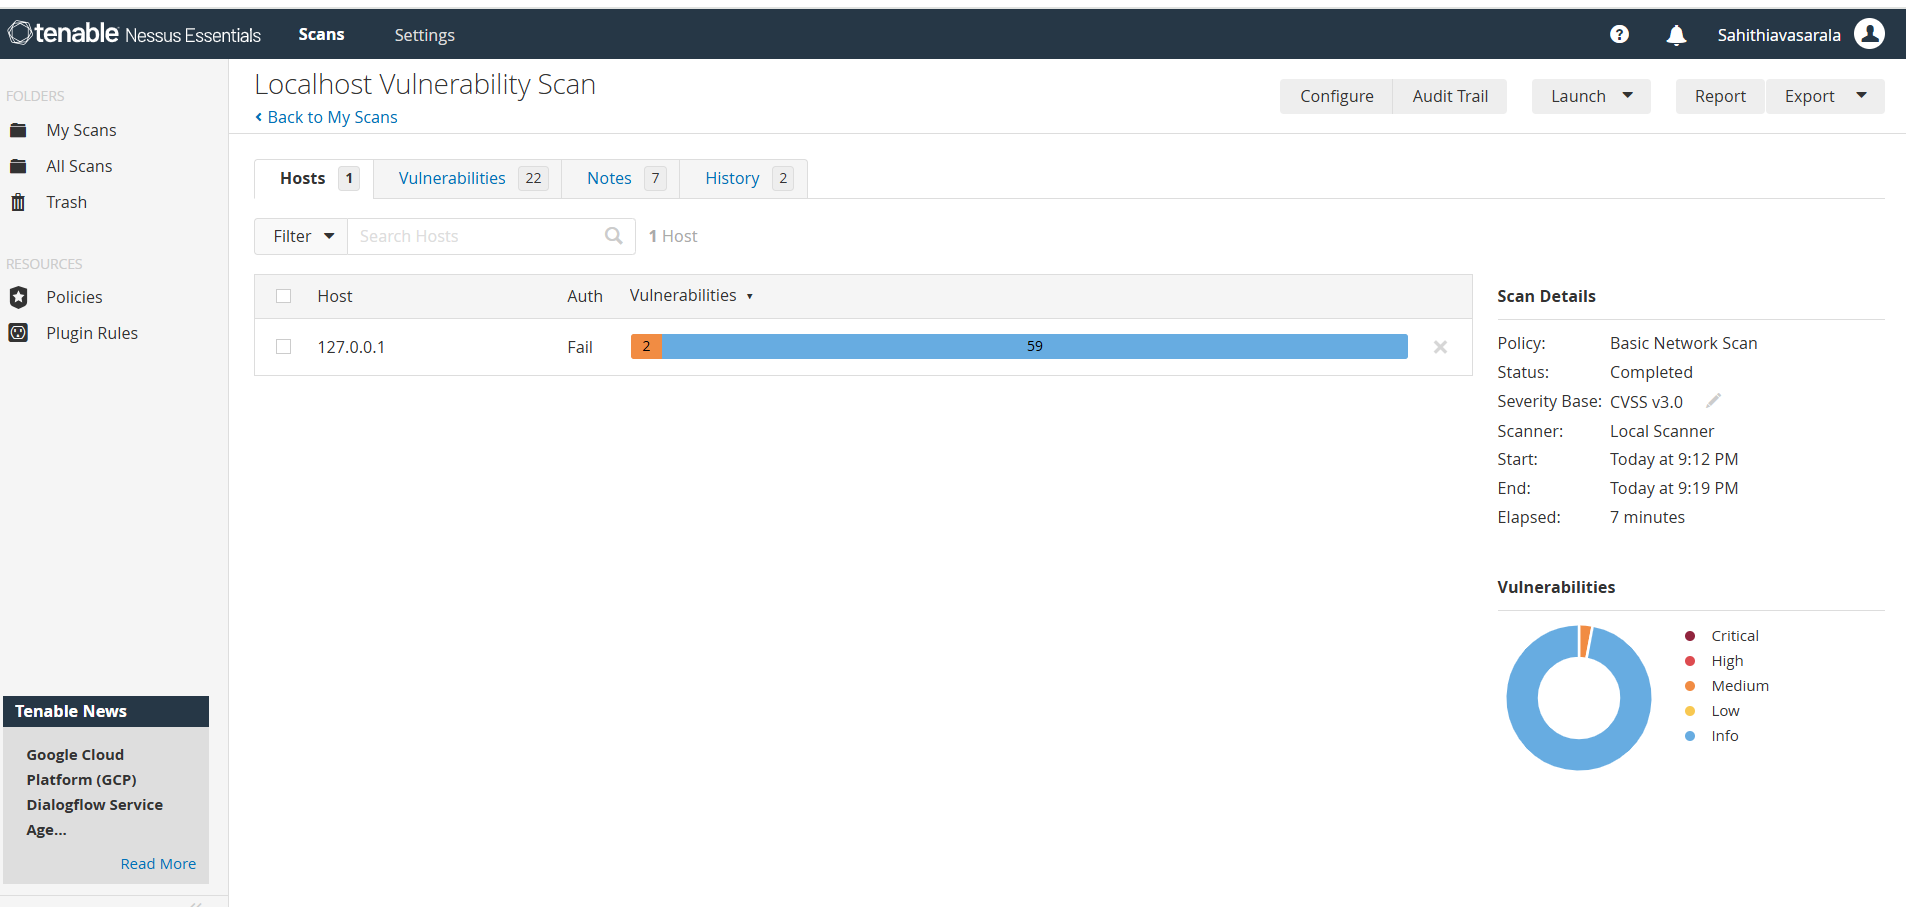 tenable Nessus Essentials Scans Settings ? Sahithiavasarala
FOLDERS
My Scans
All Scans
Trash
RESOURCES
Policies
Plugin Rules
Tenable News
Google Cloud
Platform (GCP)
Dialogflow Service
Age...
Read More
Localhost Vulnerability Scan
Back to My Scans
Configure Audit Trail Launch Report Export
Hosts 1 Vulnerabilities 22 Notes 7 History 2
Filter Search Hosts 1 Host
Host Auth Vulnerabilities
127.0.0.1 Fail 2 59
Scan Details
Policy: Basic Network Scan
Status: Completed
Severity Base: CVSS v3.0
Scanner: Local Scanner
Start: Today at 9:12 PM
End: Today at 9:19 PM
Elapsed: 7 minutes
Vulnerabilities
Critical
High
Medium
Low
Info